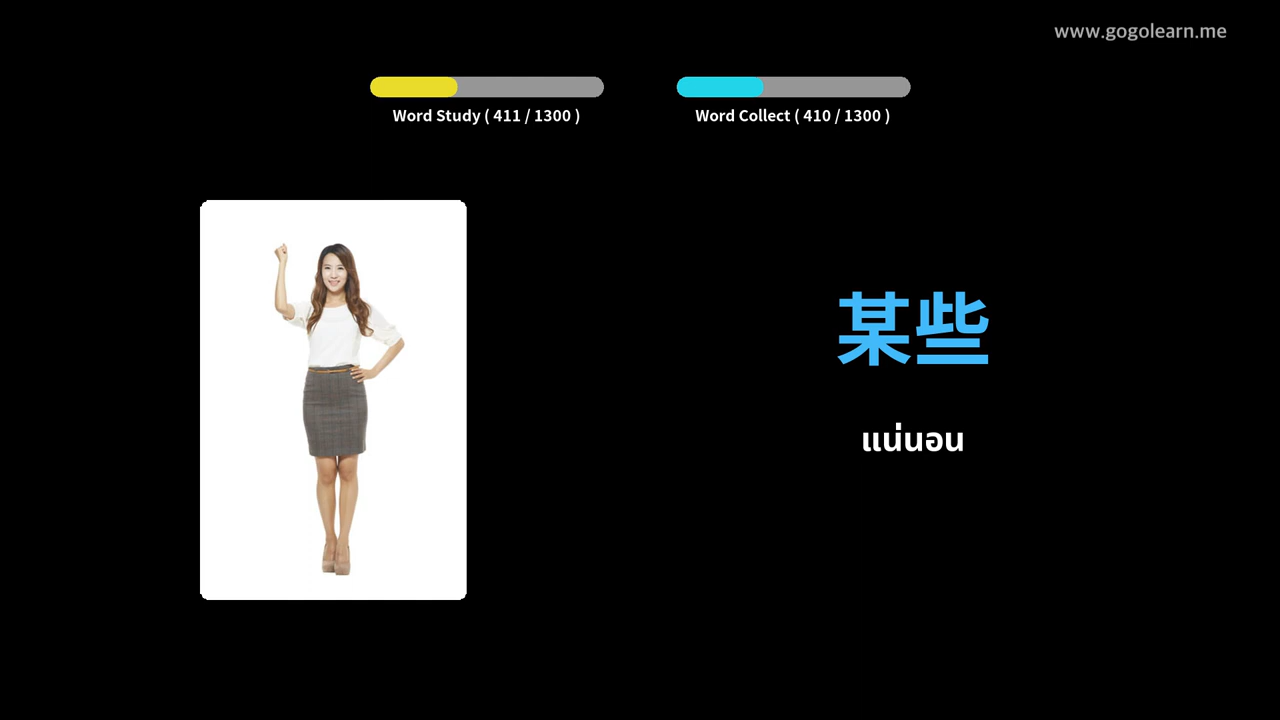 www.gogolearn.me
Word Study ( 411 / 1300 )
Word Collect ( 410 / 1300 )
某些
แน่นอน